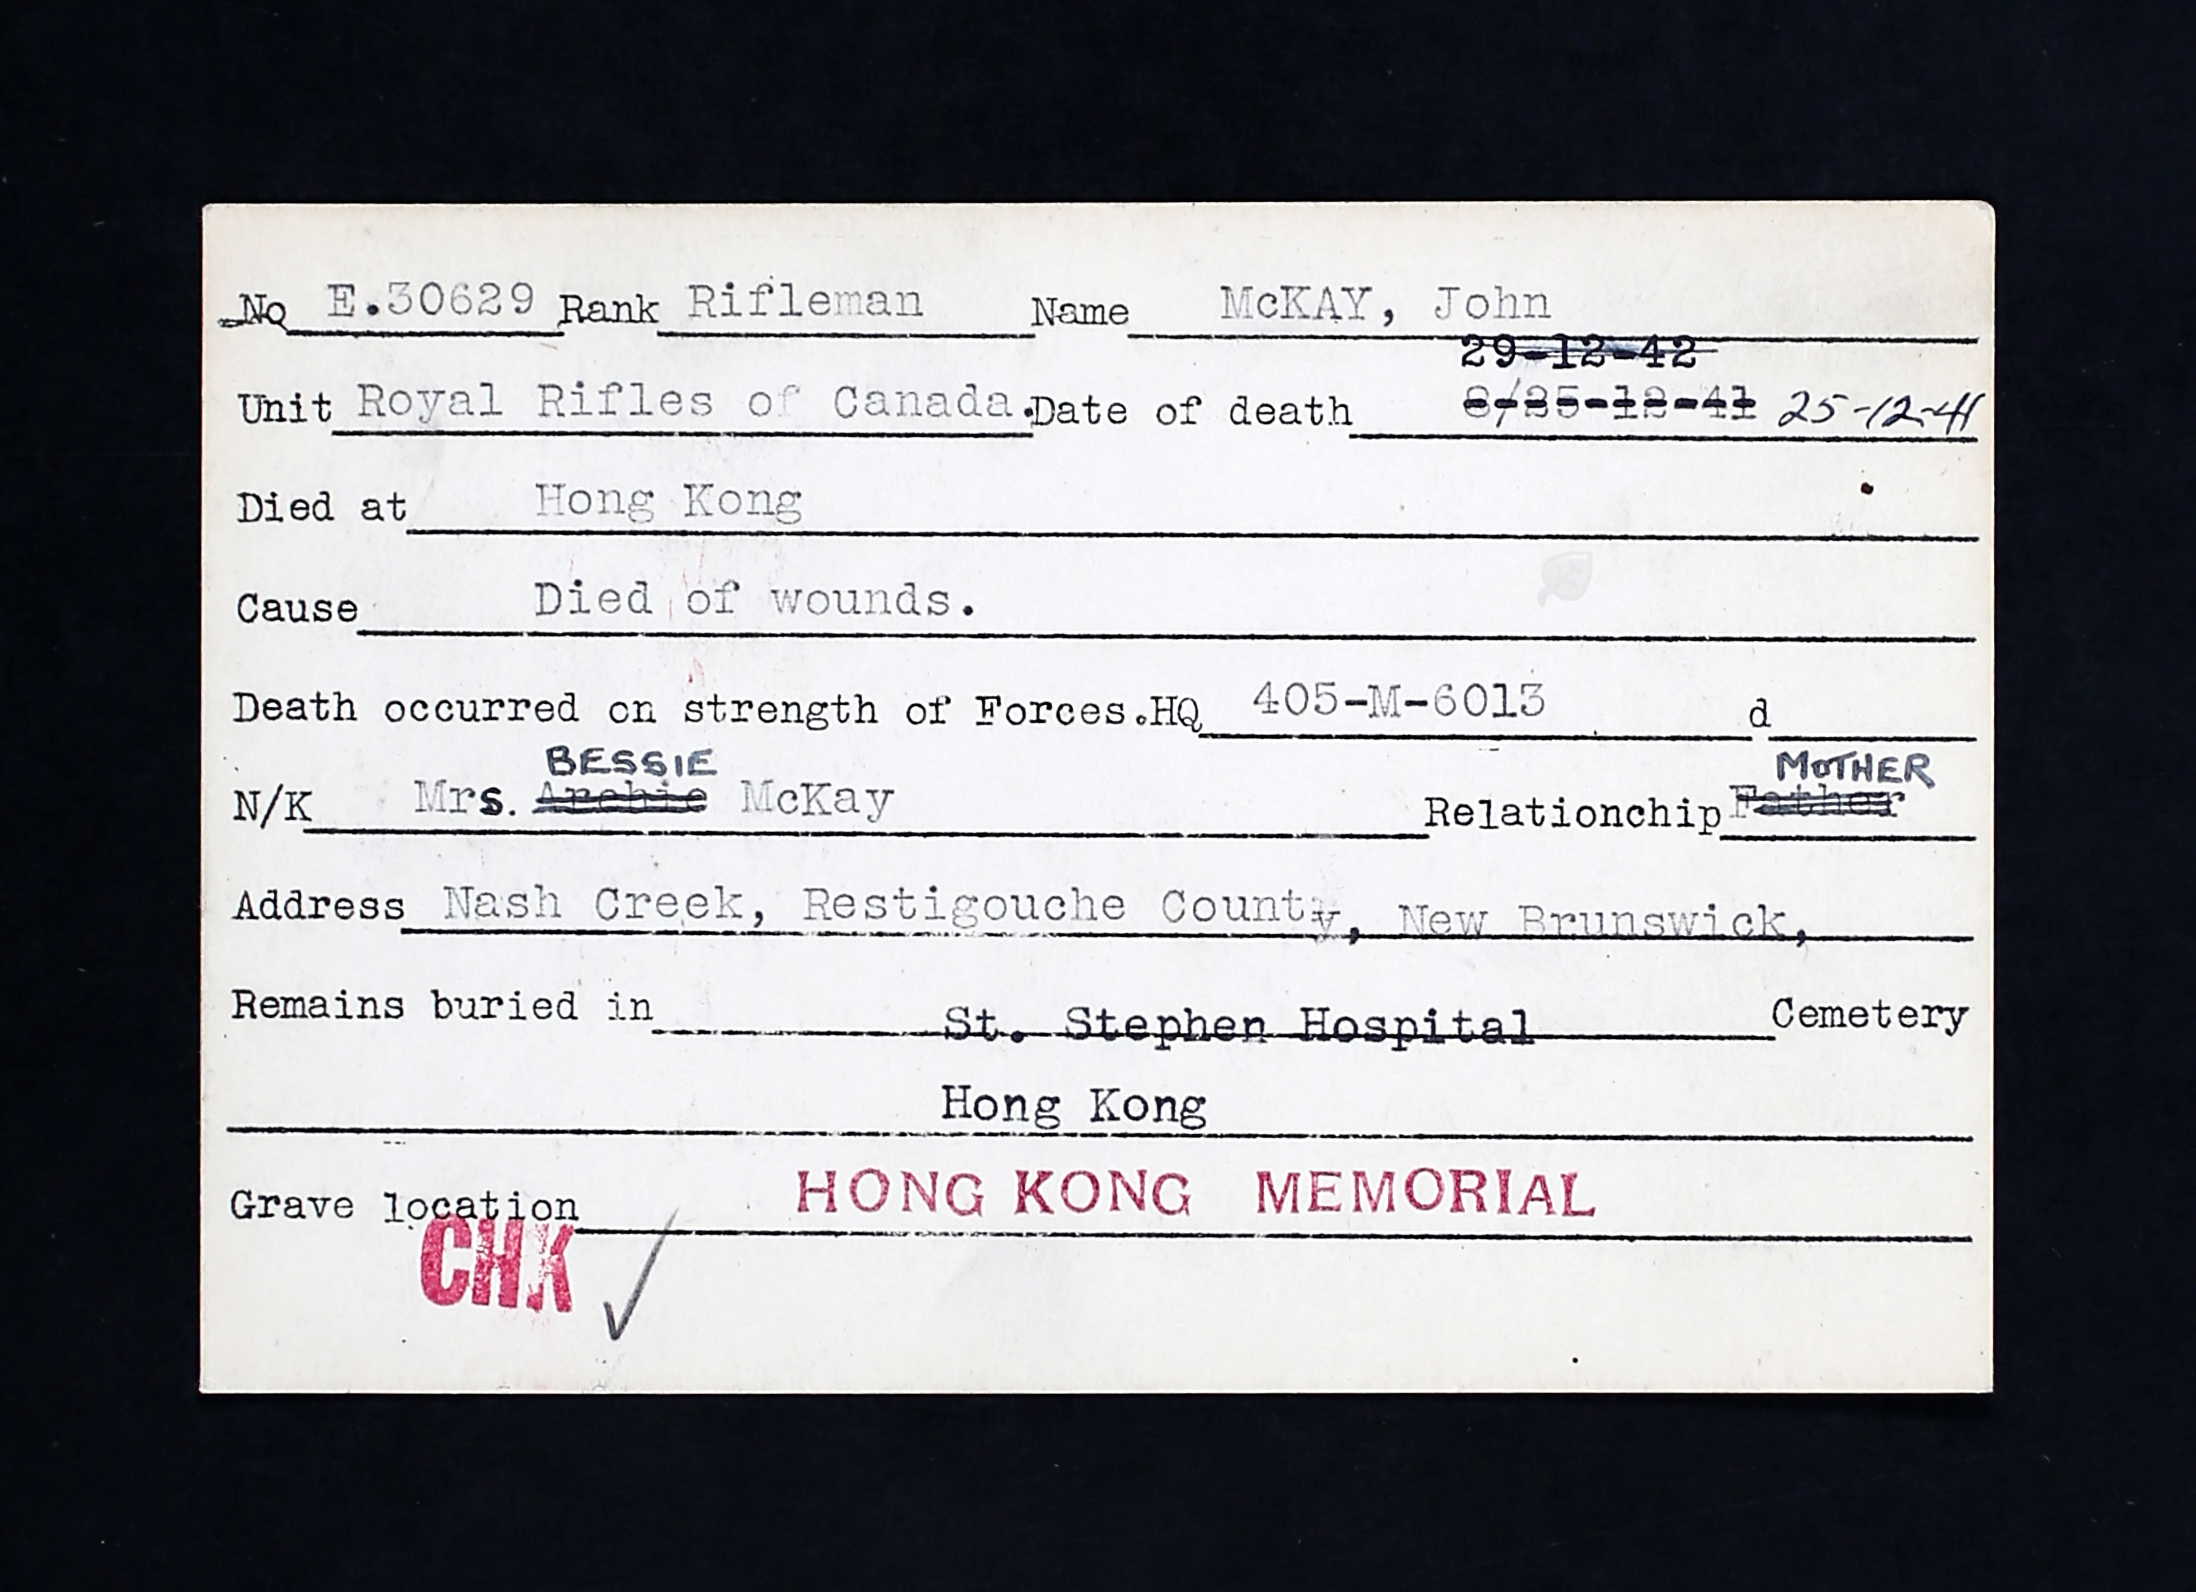 No E.30629 Rank Rifleman Name McKAY, John
29-12-42
Unit Royal Rifles of Canada. Date of death 8/25-12-41 25-12-41
Died at Hong Kong
Cause Died of wounds.
Death occurred on strength of Forces. HQ 405-M-6013 d
BESSIE MOTHER
N/K Mrs. Archie McKay Relationchip Father
Address Nash Creek, Restigouche County, New Brunswick,
Remains buried in St. Stephen Hospital Cemetery
Hong Kong
Grave location HONG KONG MEMORIAL
CHK